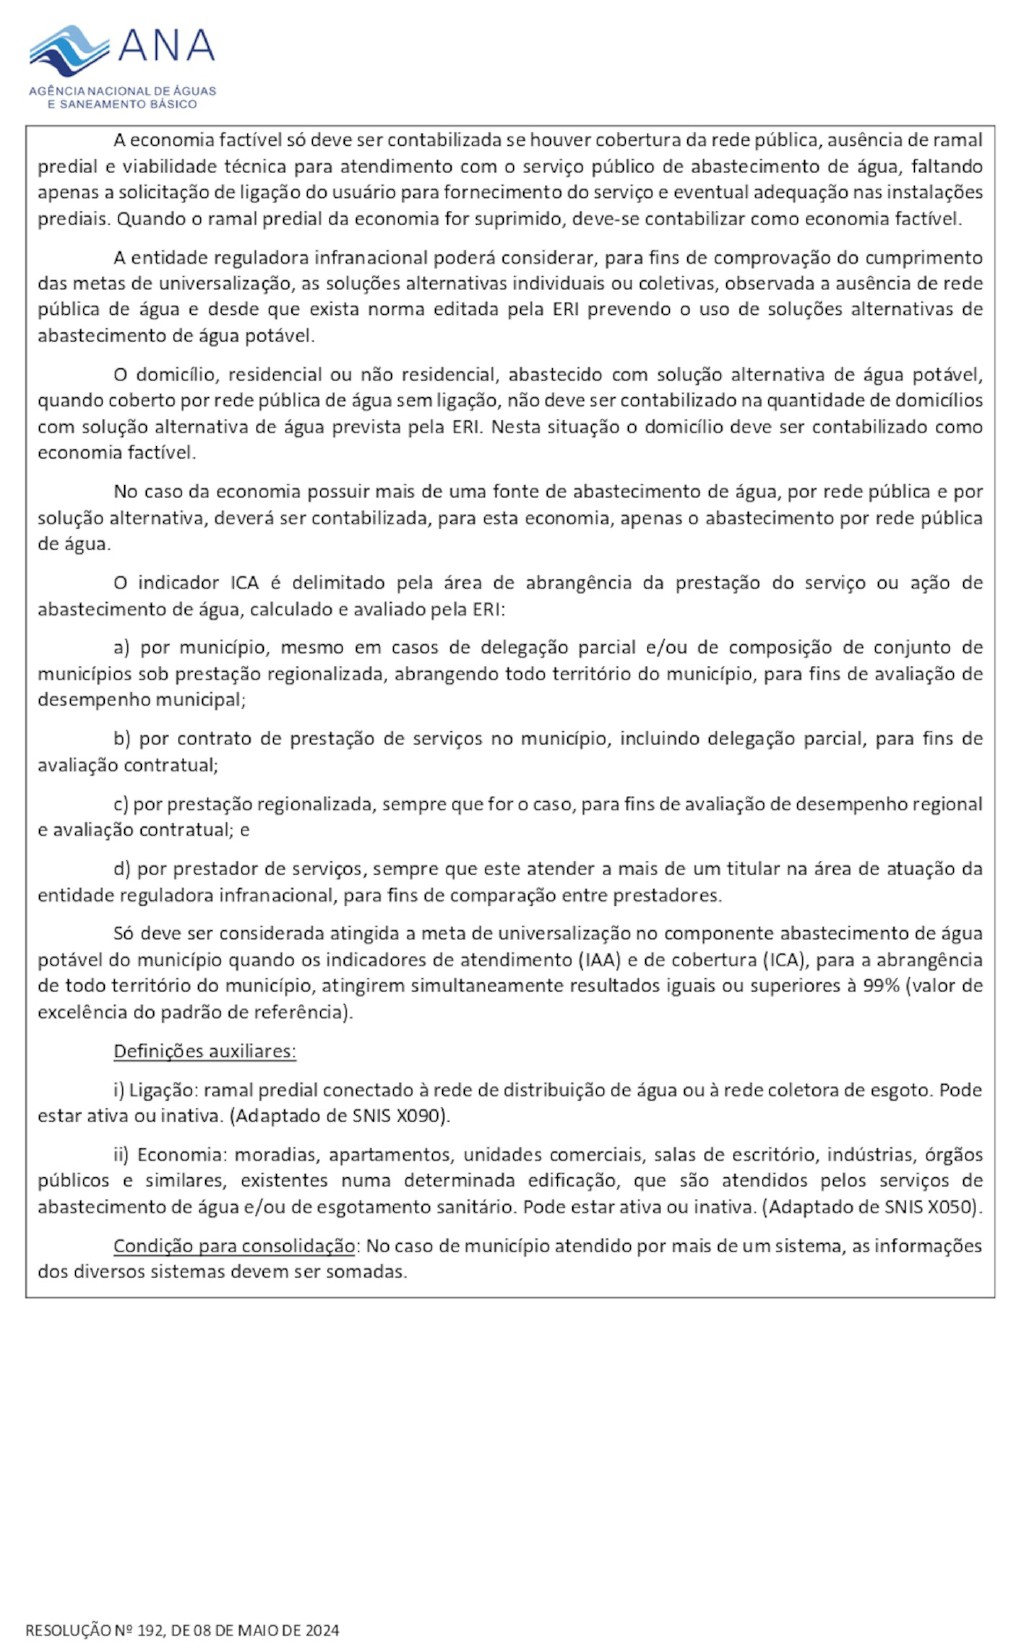 ANA
AGÊNCIA NACIONAL DE ÁGUAS
E SANEAMENTO BÁSICO
A economia factível só deve ser contabilizada se houver cobertura da rede pública, ausência de ramal
predial e viabilidade técnica para atendimento com o serviço público de abastecimento de água, faltando
apenas a solicitação de ligação do usuário para fornecimento do serviço e eventual adequação nas instalações
prediais. Quando o ramal predial da economia for suprimido, deve-se contabilizar como economia factível.
A entidade reguladora infranacional poderá considerar, para fins de comprovação do cumprimento
das metas de universalização, as soluções alternativas individuais ou coletivas, observada a ausência de rede
pública de água e desde que exista norma editada pela ERI prevendo o uso de soluções alternativas de
abastecimento de água potável.
O domicílio, residencial ou não residencial, abastecido com solução alternativa de água potável,
quando coberto por rede pública de água sem ligação, não deve ser contabilizado na quantidade de domicílios
com solução alternativa de água prevista pela ERI. Nesta situação o domicílio deve ser contabilizado como
economia factível.
No caso da economia possuir mais de uma fonte de abastecimento de água, por rede pública e por
solução alternativa, deverá ser contabilizada, para esta economia, apenas o abastecimento por rede pública
de água.
O indicador ICA é delimitado pela área de abrangência da prestação do serviço ou ação de
abastecimento de água, calculado e avaliado pela ERI:
a) por município, mesmo em casos de delegação parcial e/ou de composição de conjunto de
municípios sob prestação regionalizada, abrangendo todo território do município, para fins de avaliação de
desempenho municipal;
b) por contrato de prestação de serviços no município, incluindo delegação parcial, para fins de
avaliação contratual;
c) por prestação regionalizada, sempre que for o caso, para fins de avaliação de desempenho regional
e avaliação contratual; e
d) por prestador de serviços, sempre que este atender a mais de um titular na área de atuação da
entidade reguladora infranacional, para fins de comparação entre prestadores.
Só deve ser considerada atingida a meta de universalização no componente abastecimento de água
potável do município quando os indicadores de atendimento (IAA) e de cobertura (ICA), para a abrangência
de todo território do município, atingirem simultaneamente resultados iguais ou superiores à 99% (valor de
excelência do padrão de referência).
Definições auxiliares:
i) Ligação: ramal predial conectado à rede de distribuição de água ou à rede coletora de esgoto. Pode
estar ativa ou inativa. (Adaptado de SNIS X090).
ii) Economia: moradias, apartamentos, unidades comerciais, salas de escritório, indústrias, órgãos
públicos e similares, existentes numa determinada edificação, que são atendidos pelos serviços de
abastecimento de água e/ou de esgotamento sanitário. Pode estar ativa ou inativa. (Adaptado de SNIS X050).
Condição para consolidação: No caso de município atendido por mais de um sistema, as informações
dos diversos sistemas devem ser somadas.
RESOLUÇÃO Nº 192, DE 08 DE MAIO DE 2024